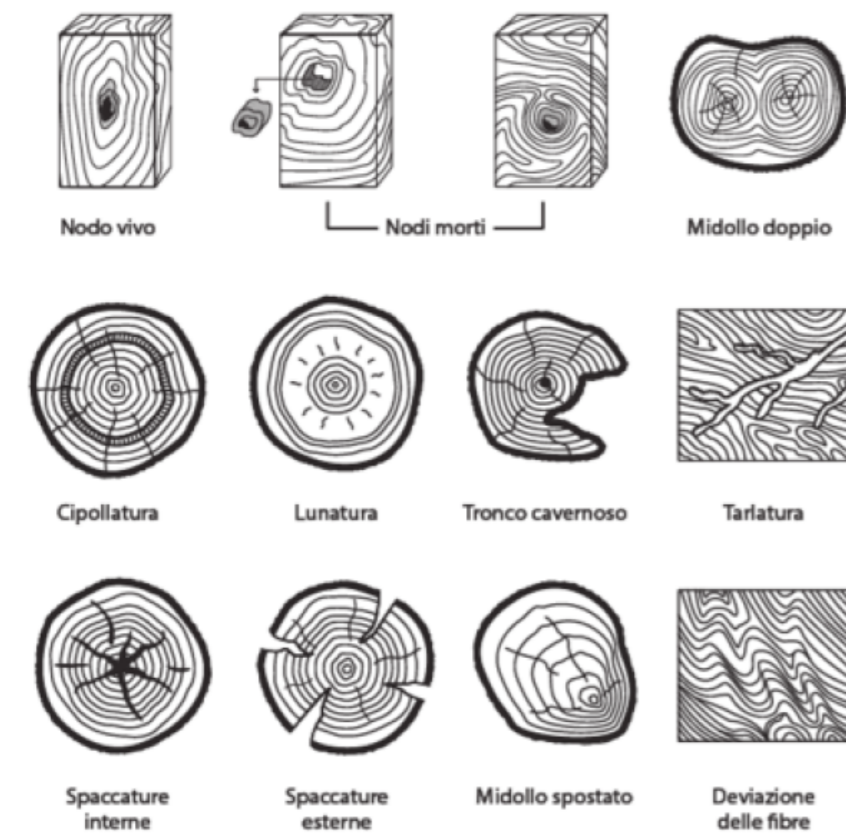 Nodo vivo
Nodi morti
Midollo doppio
Cipollatura
Lunatura
Tronco cavernoso
Tarlatura
Spaccature
interne
Spaccature
esterne
Midollo spostato
Deviazione
delle fibre